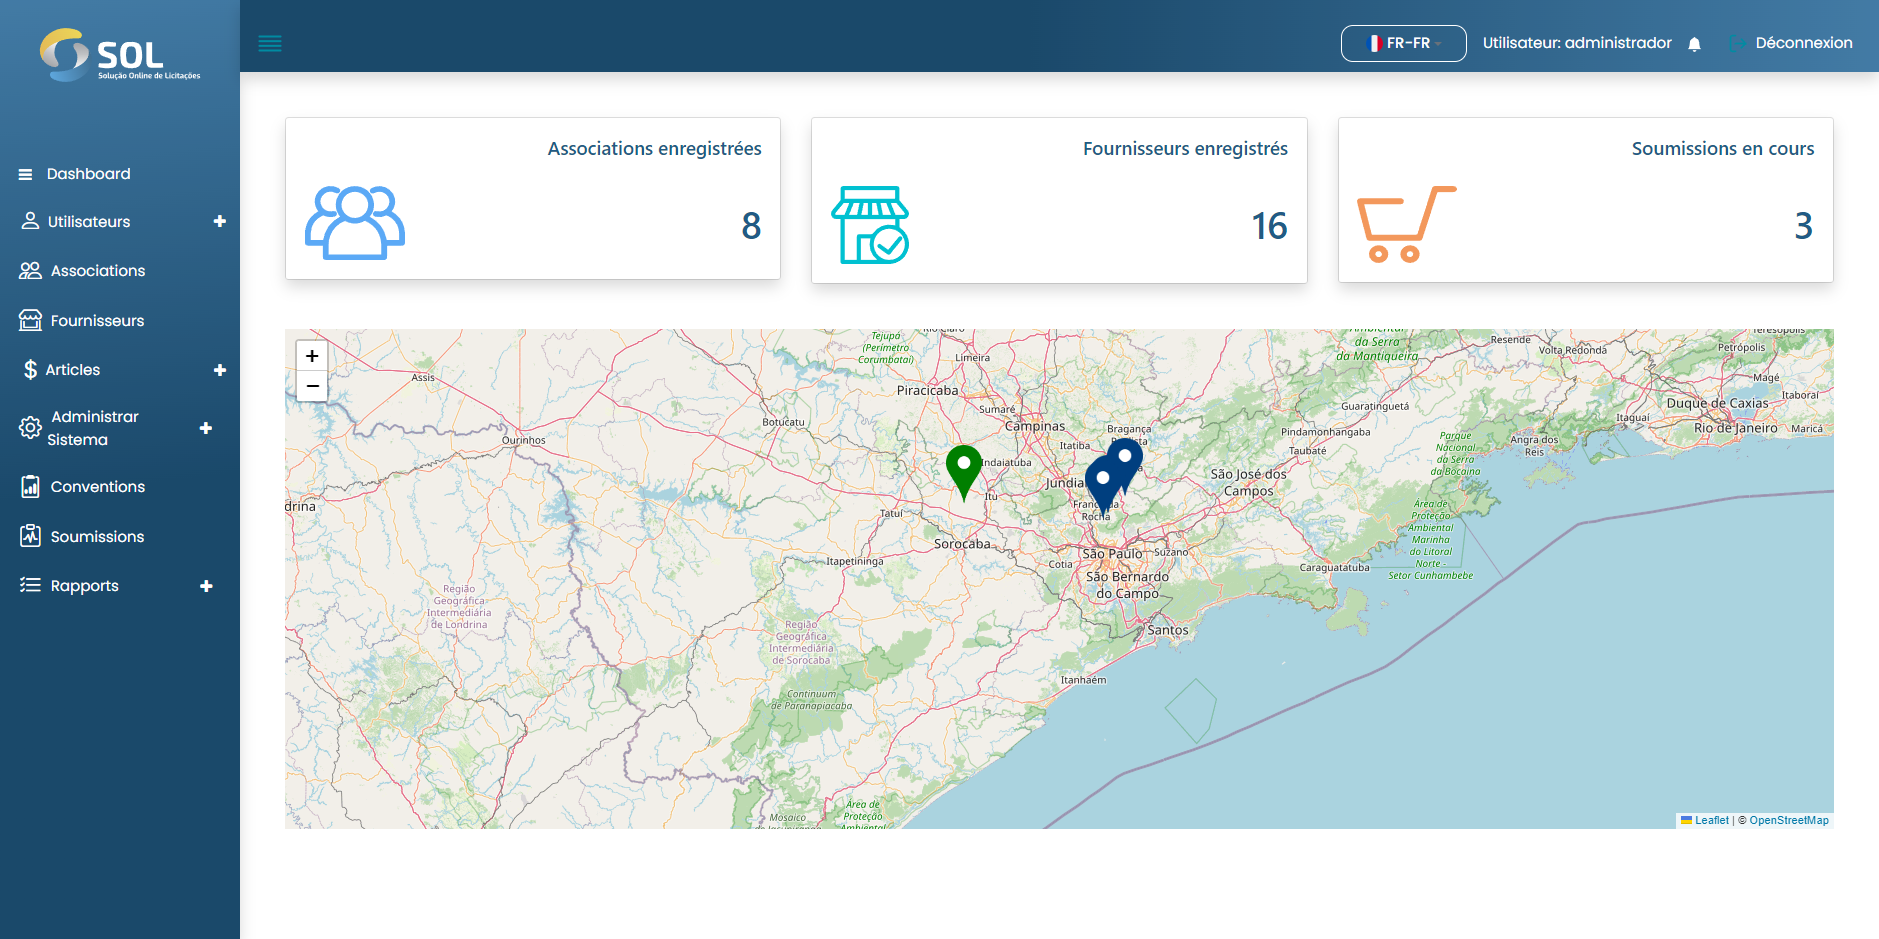 SOL
Solução Online de Licitações
FR-FR
Utilisateur: administrador
Déconnexion
Dashboard
Utilisateurs
Associations
Fournisseurs
Articles
Administrar
Sistema
Conventions
Soumissions
Rapports
Associations enregistrées
8
Fournisseurs enregistrés
16
Soumissions en cours
3
+
−
Tejupá
(Perímetro
Corumbataí)
Limeira
Piracicaba
Sumaré
Campinas
Assis
Botucatu
Ourinhos
Bragança
Itatiba
Indaiatuba
Itu
Tatuí
Sorocaba
Itapetininga
São Paulo
Suzano
Cotia
São Bernardo
do Campo
Santos
Itanhaém
drina
Região
Geográfica
Intermediária
de Londrina
Região
Geográfica
Intermediária
de Sorocaba
Continuum
de Paranapiacaba
Mosaico
Área de
Proteção
Ambiental
Ambiental
da Serra
da Mantiqueira
Resende
Volta Redonda
Teresópolis
Petrópolis
Magé
Itaboraí
Duque de Caxias
Itaguaí
Rio de Janeiro
Maricá
Angra dos
Reis
Guaratinguetá
Pindamonhangaba
Taubaté
São José dos
Campos
Parque
Nacional
da Serra
da Bocaina
Área de
Proteção
Ambiental
Marinha
do Litoral
Norte -
Setor Cunhambebe
Caraguatatuba
Leaflet | © OpenStreetMap